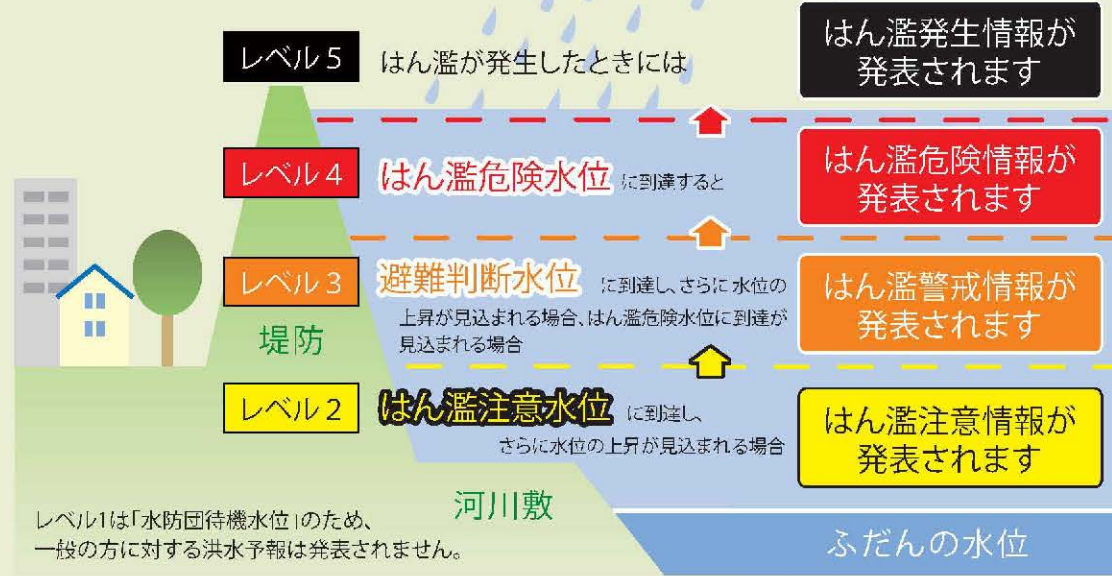 レベル5
はん濫が発生したときには
はん濫発生情報が
発表されます
レベル4
はん濫危険水位 に到達すると
はん濫危険情報が
発表されます
レベル3
避難判断水位 に到達し、さらに水位の
上昇が見込まれる場合、はん濫危険水位に到達が
見込まれる場合
はん濫警戒情報が
発表されます
堤防
レベル2
はん濫注意水位 に到達し、
さらに水位の上昇が見込まれる場合
はん濫注意情報が
発表されます
河川敷
レベル1は「水防団待機水位」のため、
一般の方に対する洪水予報は発表されません。
ふだんの水位